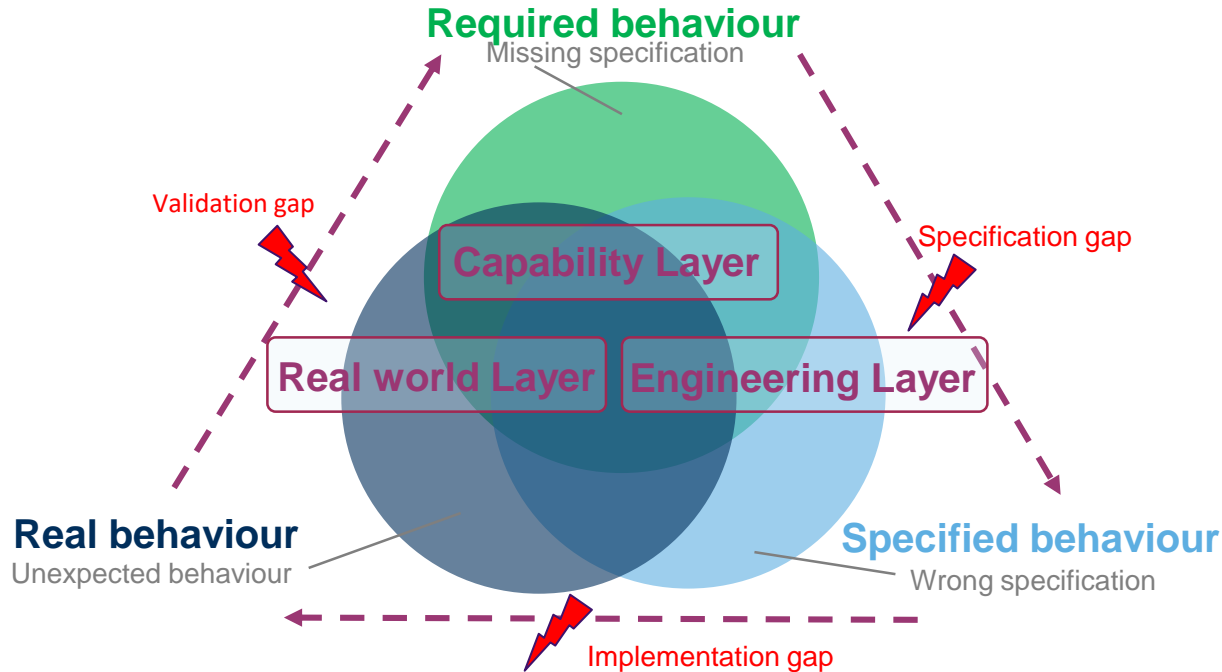 Required behaviour
Missing specification
Validation gap
Specification gap
Capability Layer
Real world Layer
Engineering Layer
Real behaviour
Unexpected behaviour
Specified behaviour
Wrong specification
Implementation gap